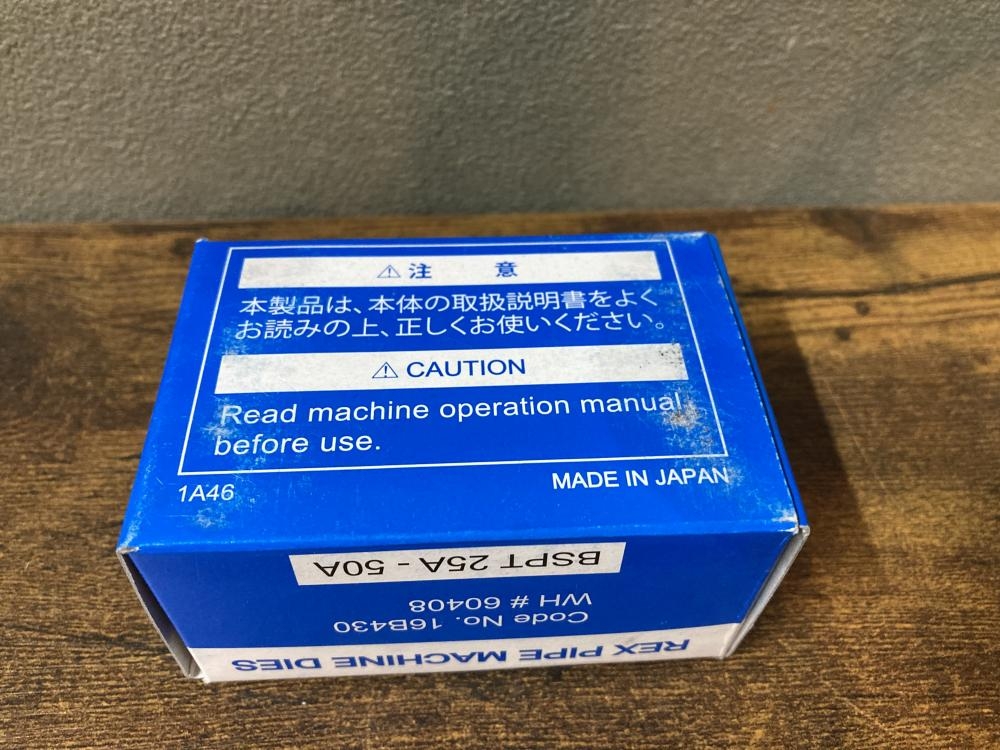 ⚠注 意
本製品は、本体の取扱説明書をよく
お読みの上、正しくお使いください。
⚠ CAUTION
Read machine operation manual
before use.
1A46
MADE IN JAPAN
REX PIPE MACHINE DIES
Code No. 16B430
WH # 60408
BSPT 25A - 50A